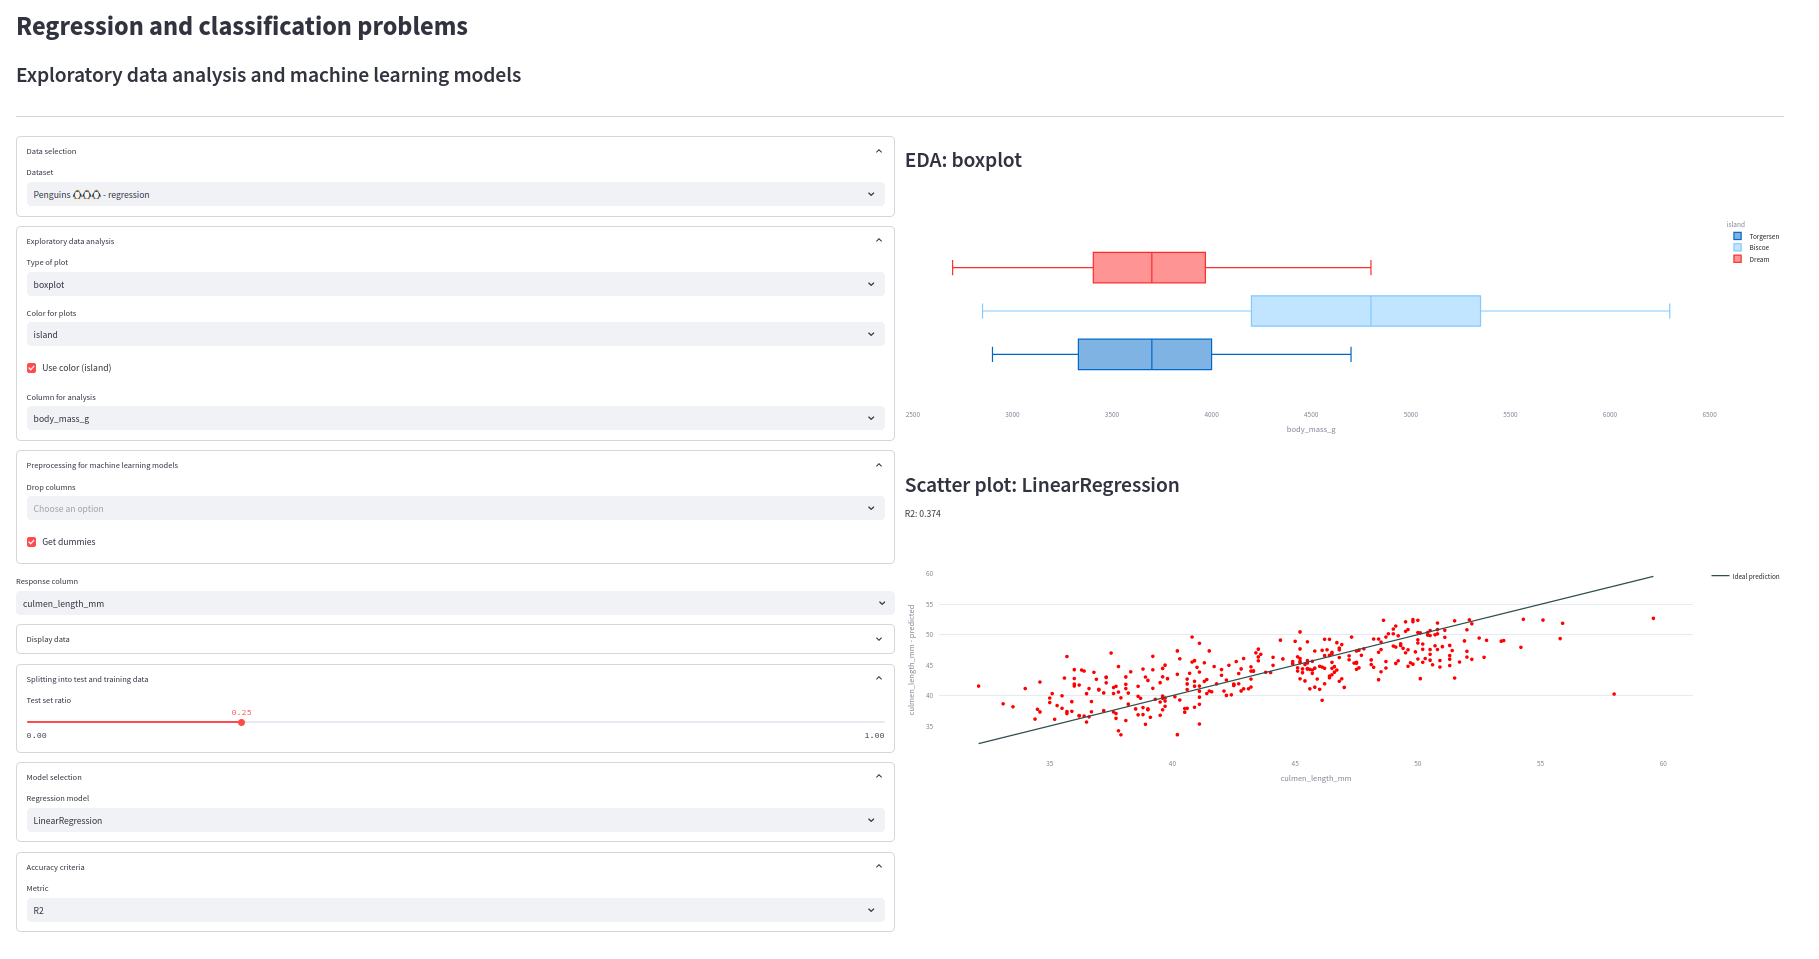 Regression and classification problems
Exploratory data analysis and machine learning models
Data selection
Dataset
Penguins 🐧🐧🐧 - regression
Exploratory data analysis
Type of plot
boxplot
Color for plots
island
Use color (island)
Column for analysis
body_mass_g
Preprocessing for machine learning models
Drop columns
Choose an option
Get dummies
Response column
culmen_length_mm
Display data
Splitting into test and training data
Test set ratio
0.25
0.00 1.00
Model selection
Regression model
LinearRegression
Accuracy criteria
Metric
R2
EDA: boxplot
island
Torgersen
Biscoe
Dream
2500 3000 3500 4000 4500 5000 5500 6000 6500
body_mass_g
Scatter plot: LinearRegression
R2: 0.374
60
55
50
45
40
35
culmen_length_mm - predicted
Ideal prediction
35 40 45 50 55 60
culmen_length_mm